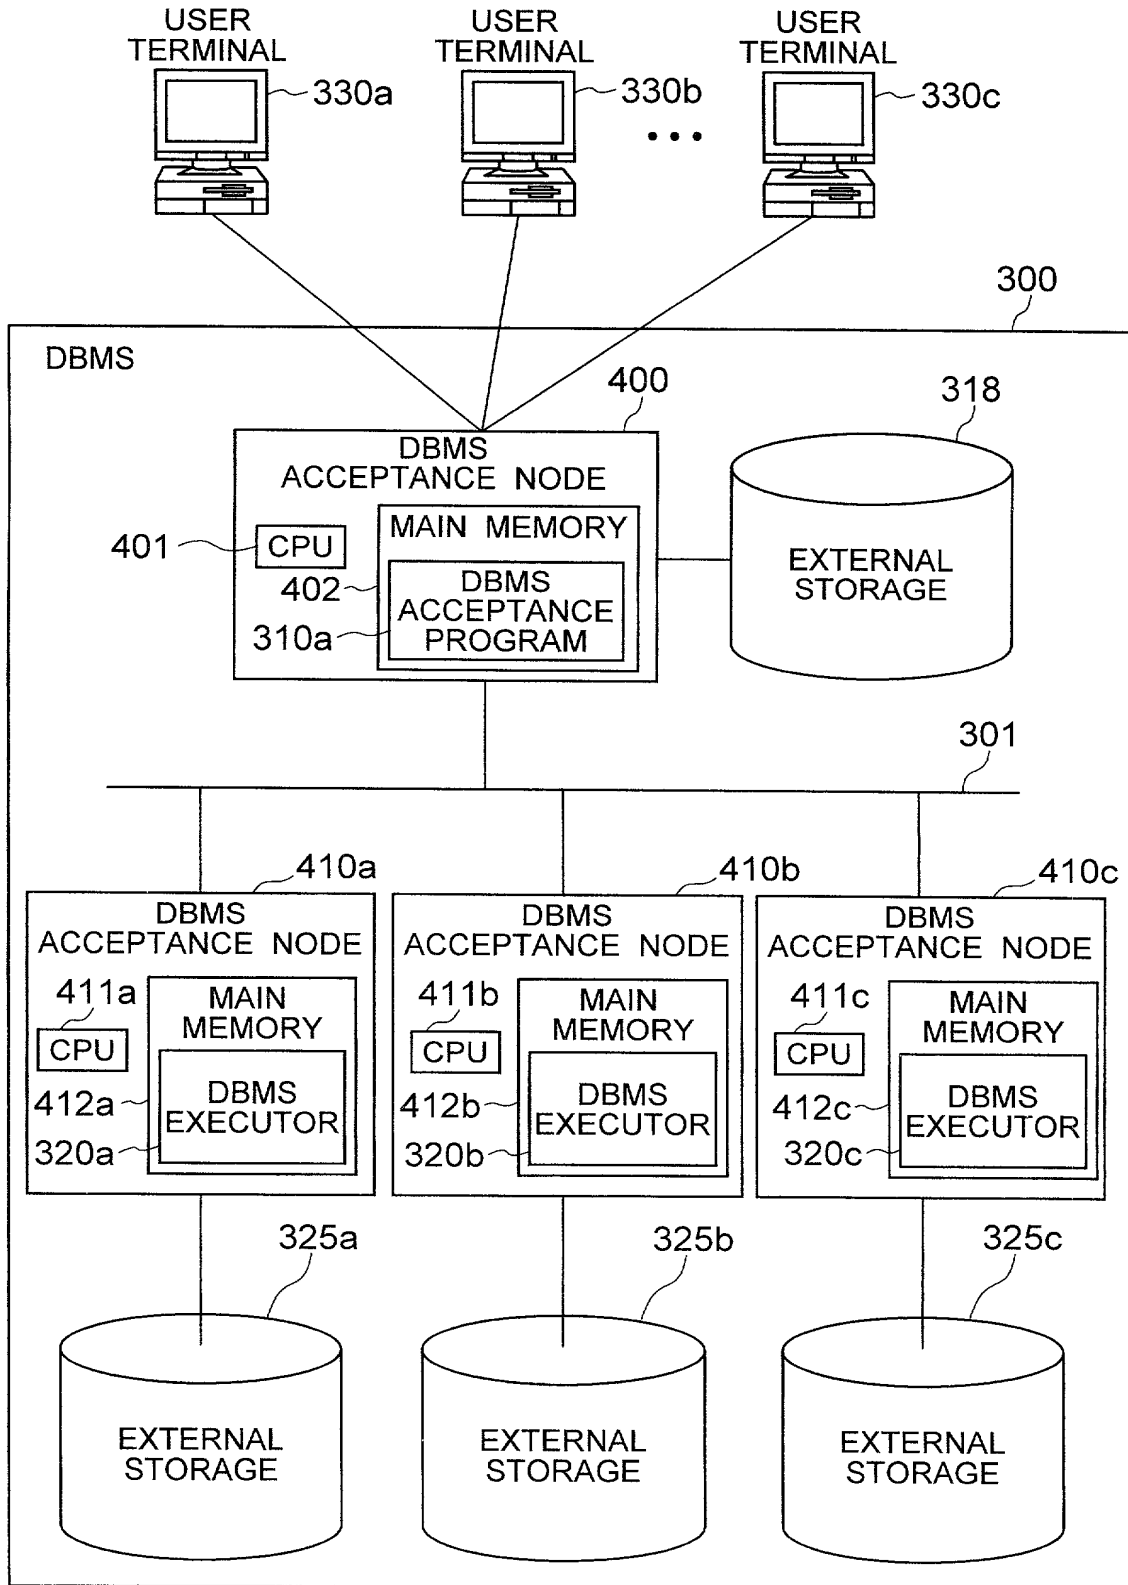 USER
TERMINAL
330a
USER
TERMINAL
330b
USER
TERMINAL
330c
300
DBMS
400
318
DBMS
ACCEPTANCE NODE
401
CPU
MAIN MEMORY
402
DBMS
ACCEPTANCE
PROGRAM
310a
EXTERNAL
STORAGE
301
410a
DBMS
ACCEPTANCE NODE
411a
CPU
MAIN
MEMORY
412a
DBMS
EXECUTOR
320a
410b
DBMS
ACCEPTANCE NODE
411b
CPU
MAIN
MEMORY
412b
DBMS
EXECUTOR
320b
410c
DBMS
ACCEPTANCE NODE
411c
CPU
MAIN
MEMORY
412c
DBMS
EXECUTOR
320c
325a
EXTERNAL
STORAGE
325b
EXTERNAL
STORAGE
325c
EXTERNAL
STORAGE